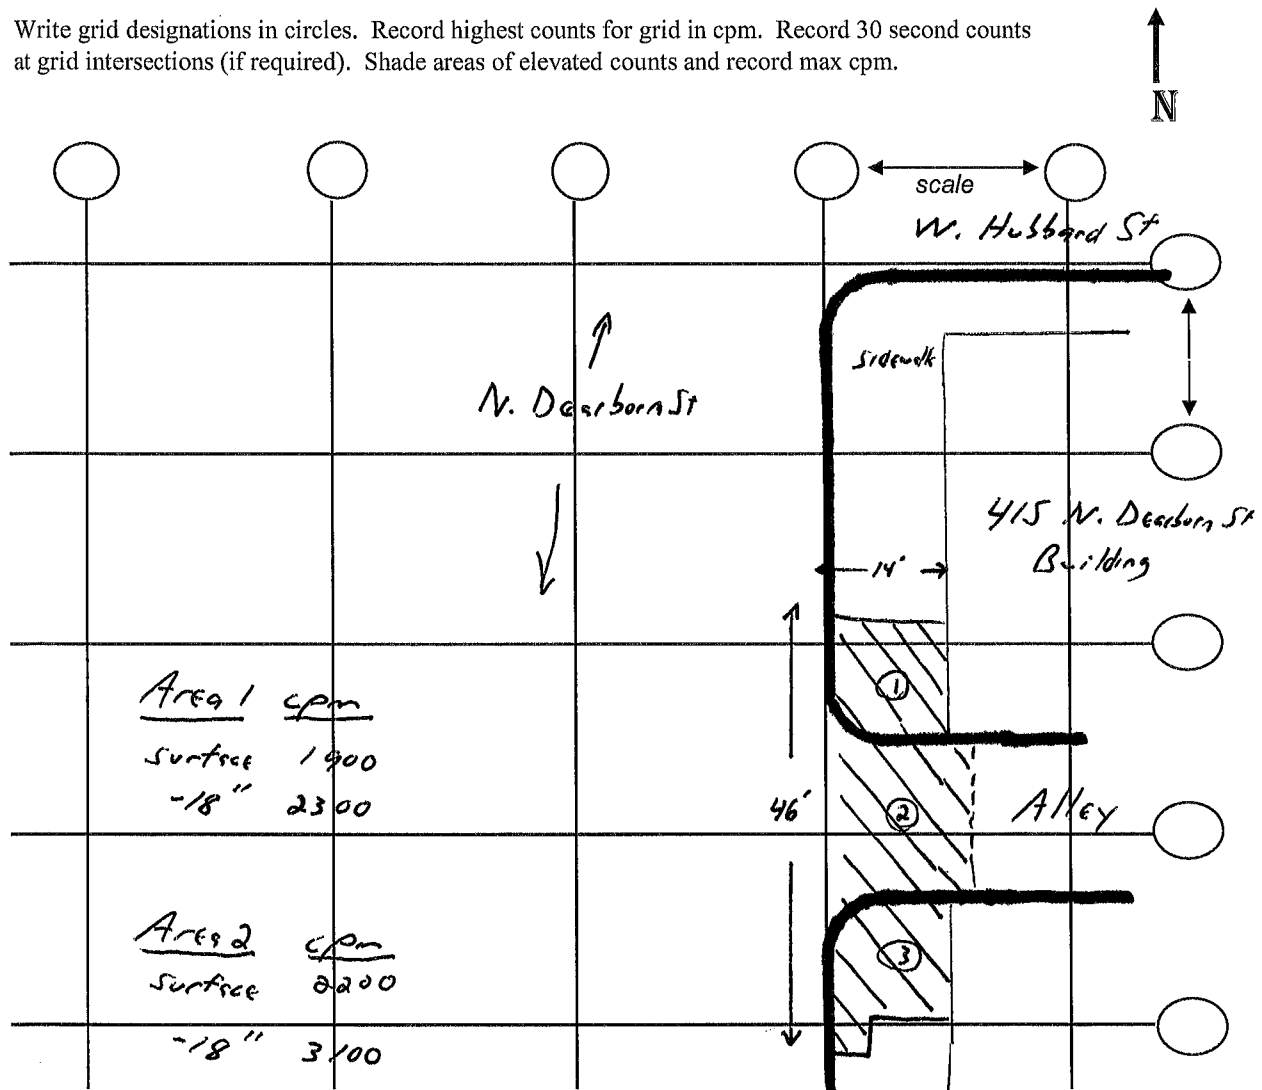 Write grid designations in circles. Record highest counts for grid in cpm. Record 30 second counts
at grid intersections (if required). Shade areas of elevated counts and record max cpm.
N
scale
W. Hubbard St
Sidewalk
N. Dearborn St
415 N. Dearborn St
Building
14'
1
Area 1 cpm
Surface 1900
-18" 2300
46'
2
Alley
Area 2 cpm
Surface 2200
-18" 3100
3